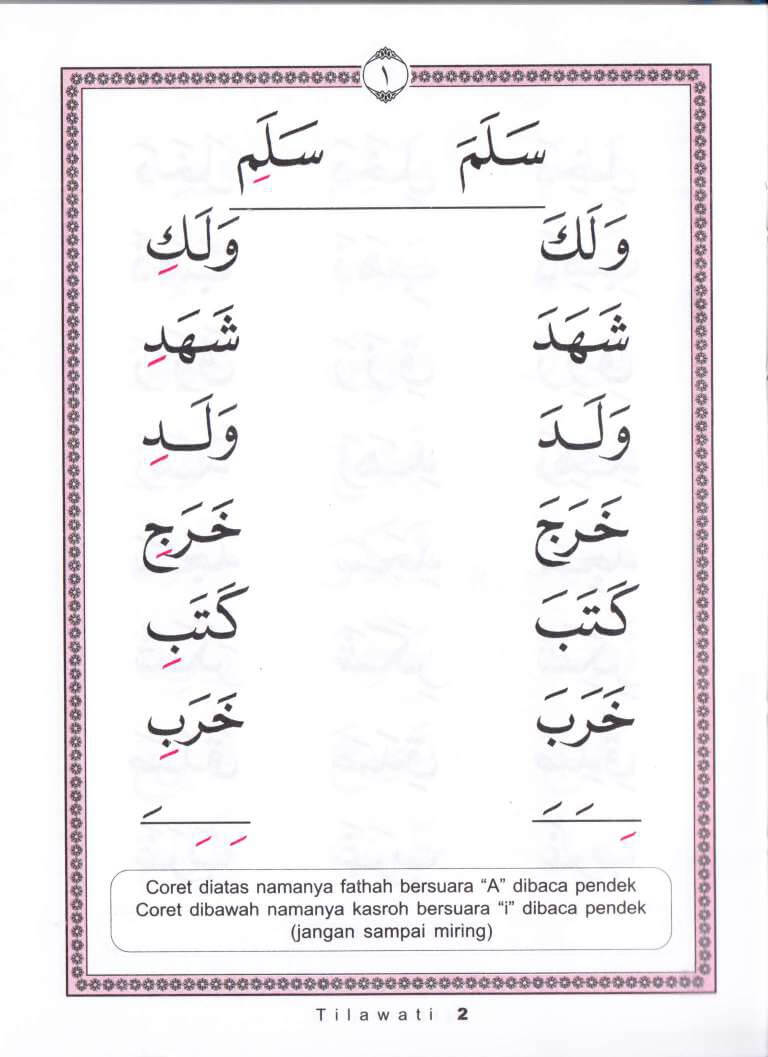 ١
سَلَمَ سَلَمِ
وَلَكَ وَلَكِ
شَهَدَ شَهَدِ
وَلَدَ وَلَدِ
خَرَجَ خَرَجِ
كَتَبَ كَتَبِ
خَرَبَ خَرَبِ
Coret diatas namanya fathah bersuara “A” dibaca pendek
Coret dibawah namanya kasroh bersuara “i” dibaca pendek
(jangan sampai miring)
Tilawati 2